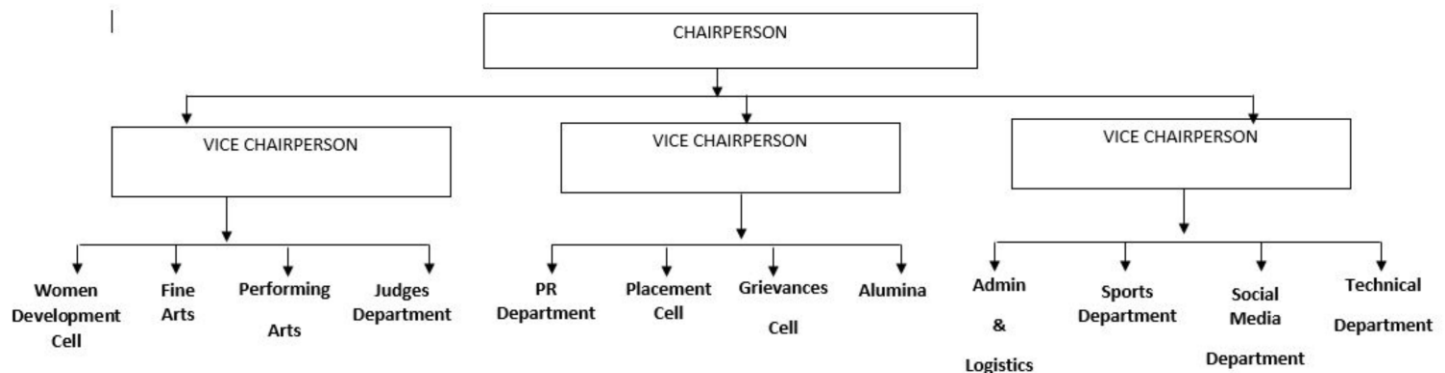 CHAIRPERSON
VICE CHAIRPERSON
VICE CHAIRPERSON
VICE CHAIRPERSON
Women
Development
Cell
Fine
Arts
Performing
Arts
Judges
Department
PR
Department
Placement
Cell
Grievances
Cell
Alumina
Admin
&
Logistics
Sports
Department
Social
Media
Department
Technical
Department